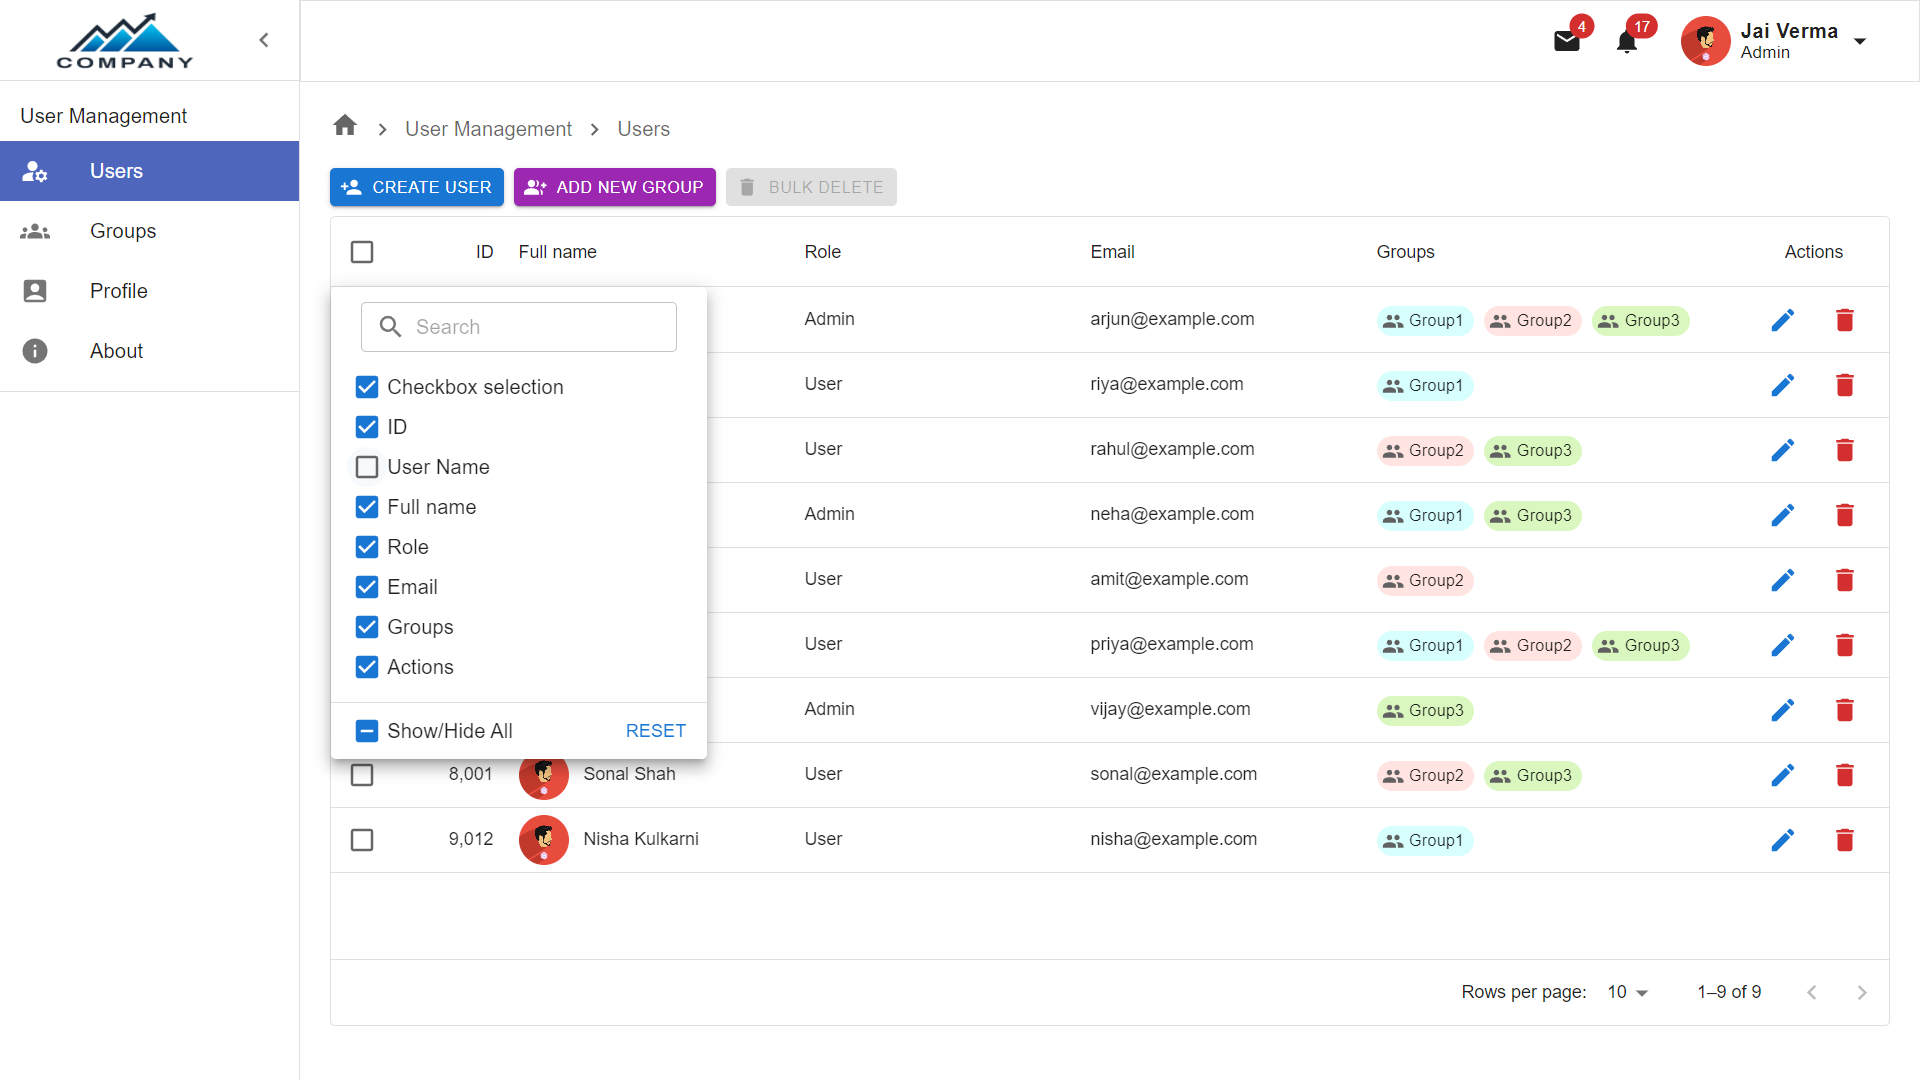 COMPANY
4
17
Jai Verma
Admin
User Management
Users
Groups
Profile
About
User Management
Users
CREATE USER
ADD NEW GROUP
BULK DELETE
ID Full name Role Email Groups Actions
Search
Checkbox selection
ID
User Name
Full name
Role
Email
Groups
Actions
Show/Hide All RESET
Admin arjun@example.com Group1 Group2 Group3
User riya@example.com Group1
User rahul@example.com Group2 Group3
Admin neha@example.com Group1 Group3
User amit@example.com Group2
User priya@example.com Group1 Group2 Group3
Admin vijay@example.com Group3
8,001 Sonal Shah User sonal@example.com Group2 Group3
9,012 Nisha Kulkarni User nisha@example.com Group1
Rows per page: 10 1–9 of 9